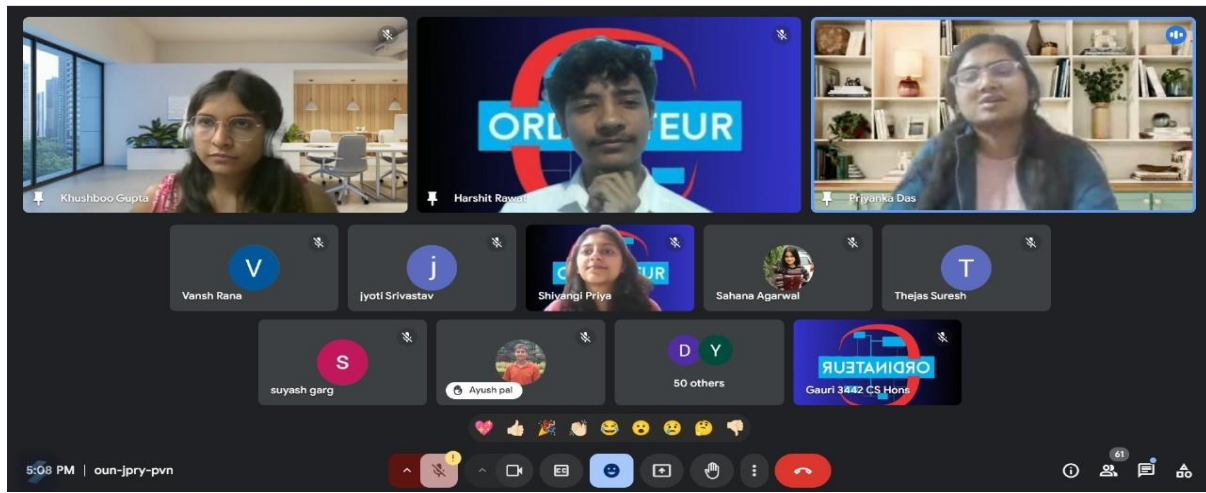 ORDINATEUR
Khushboo Gupta
Harshit Rawat
Priyanka Das
V
j
T
Vansh Rana
jyoti Srivastav
Shivangi Priya
Sahana Agarwal
Thejas Suresh
S
D Y
ORDINATEUR
suyash garg
Ayush pal
50 others
Gauri 3442 CS Hons
5:08 PM | oun-jpry-pvn
CC
61